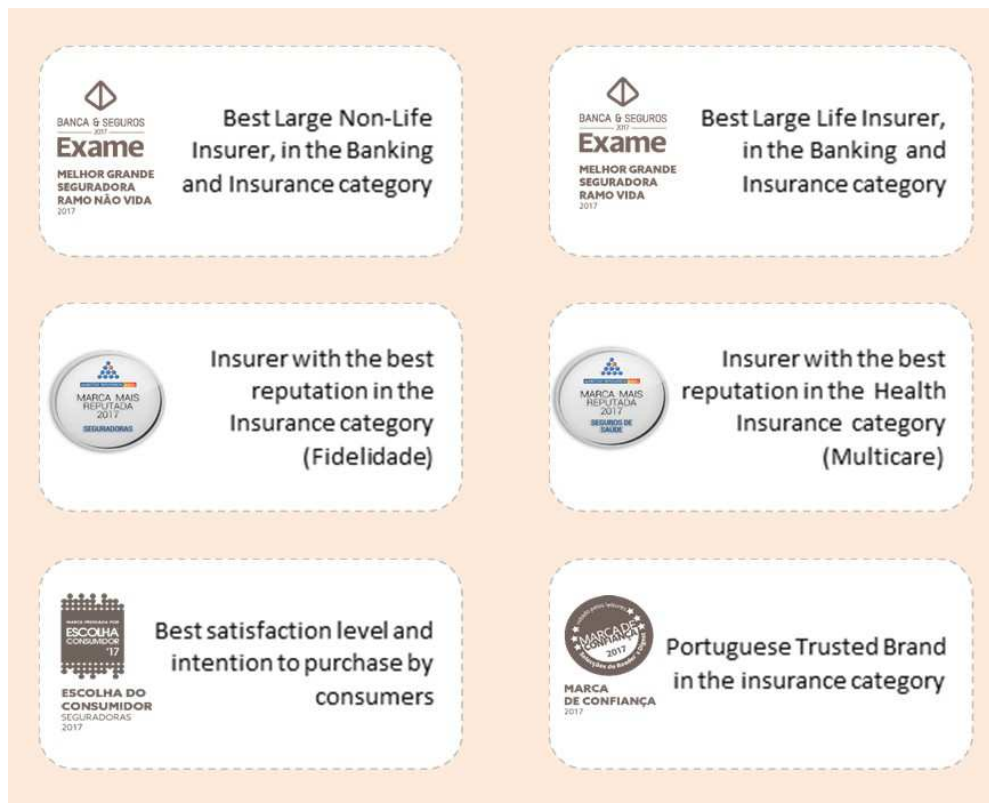 BANCA & SEGUROS
2017
Exame
MELHOR GRANDE
SEGURADORA
RAMO NÃO VIDA
2017
Best Large Non-Life
Insurer, in the Banking
and Insurance category
BANCA & SEGUROS
2017
Exame
MELHOR GRANDE
SEGURADORA
RAMO VIDA
2017
Best Large Life Insurer,
in the Banking and
Insurance category
MARCA MAIS
REPUTADA
2017
SEGURADORAS
Insurer with the best
reputation in the
Insurance category
(Fidelidade)
MARCA MAIS
REPUTADA
2017
SEGUROS DE
SAÚDE
Insurer with the best
reputation in the Health
Insurance category
(Multicare)
ESCOLHA
CONSUMIDOR
'17
ESCOLHA DO
CONSUMIDOR
SEGURADORAS
2017
Best satisfaction level and
intention to purchase by
consumers
MARCA DE
CONFIANÇA
2017
MARCA
DE CONFIANÇA
2017
Portuguese Trusted Brand
in the insurance category